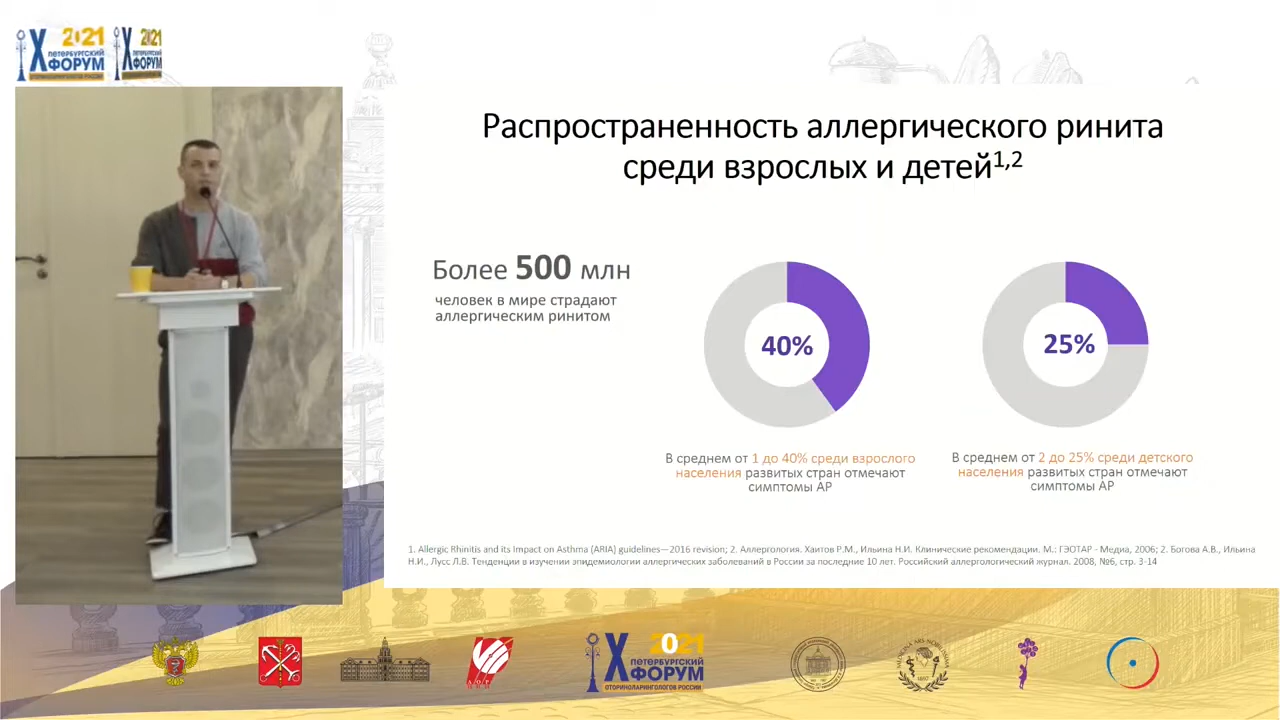 X 2021
ПЕТЕРБУРГСКИЙ
ФОРУМ
ОТОРИНОЛАРИНГОЛОГОВ РОССИИ
X 2021
ПЕТЕРБУРГСКИЙ
ФОРУМ
ОТОРИНОЛАРИНГОЛОГОВ РОССИИ
Распространенность аллергического ринита
среди взрослых и детей1,2
Более 500 млн
человек в мире страдают
аллергическим ринитом
40%
25%
В среднем от 1 до 40% среди взрослого
населения развитых стран отмечают
симптомы АР
В среднем от 2 до 25% среди детского
населения развитых стран отмечают
симптомы АР
1. Allergic Rhinitis and its Impact on Asthma (ARIA) guidelines—2016 revision; 2. Аллергология. Хаитов Р.М., Ильина Н.И. Клинические рекомендации. М.: ГЭОТАР - Медиа, 2006; 2. Богова А.В., Ильина
Н.И., Лусс Л.В. Тенденции в изучении эпидемиологии аллергических заболеваний в России за последние 10 лет. Российский аллергологический журнал. 2008, №6, стр. 3-14
X 2021
ПЕТЕРБУРГСКИЙ
ФОРУМ
ОТОРИНОЛАРИНГОЛОГОВ РОССИИ